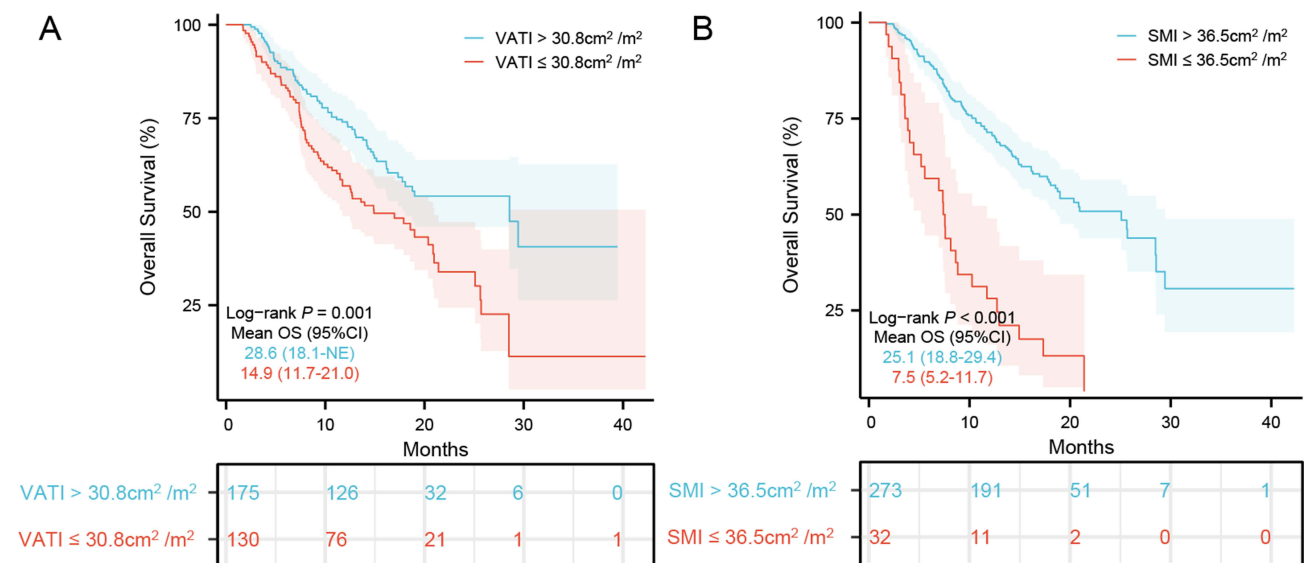 A
VATI > 30.8cm² /m²
VATI ≤ 30.8cm² /m²
Overall Survival (%)
100
75
50
25
Log−rank P = 0.001
Mean OS (95%CI)
28.6 (18.1-NE)
14.9 (11.7-21.0)
0 10 20 30 40
Months
VATI > 30.8cm² /m² 175 126 32 6 0
VATI ≤ 30.8cm² /m² 130 76 21 1 1
B
SMI > 36.5cm² /m²
SMI ≤ 36.5cm² /m²
Overall Survival (%)
100
75
50
25
Log−rank P < 0.001
Mean OS (95%CI)
25.1 (18.8-29.4)
7.5 (5.2-11.7)
0 10 20 30 40
Months
SMI > 36.5cm² /m² 273 191 51 7 1
SMI ≤ 36.5cm² /m² 32 11 2 0 0